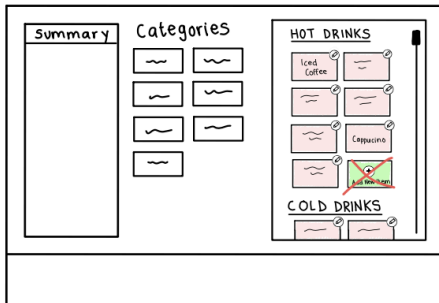 Summary
Categories
HOT DRINKS
Iced
Coffee
Cappucino
Add new item
COLD DRINKS